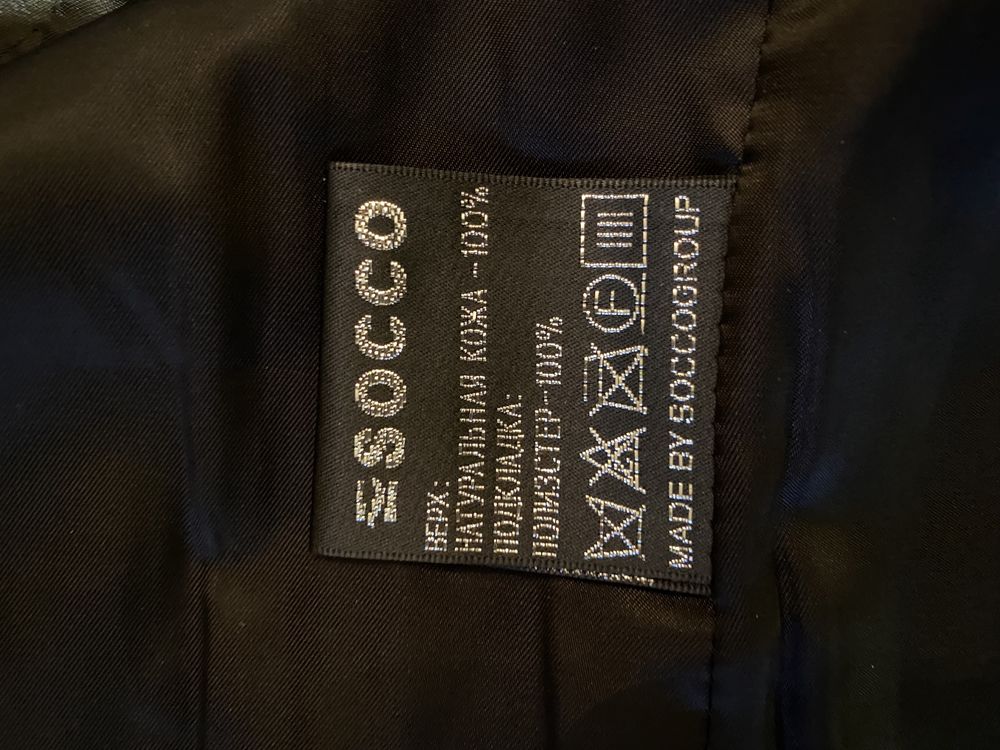 SOCCO
ВЕРХ:
НАТУРАЛЬНАЯ КОЖА-100%
ПОДКЛАДКА:
ПОЛИЭСТЕР-100%
F
MADE BY SOCCOGROUP